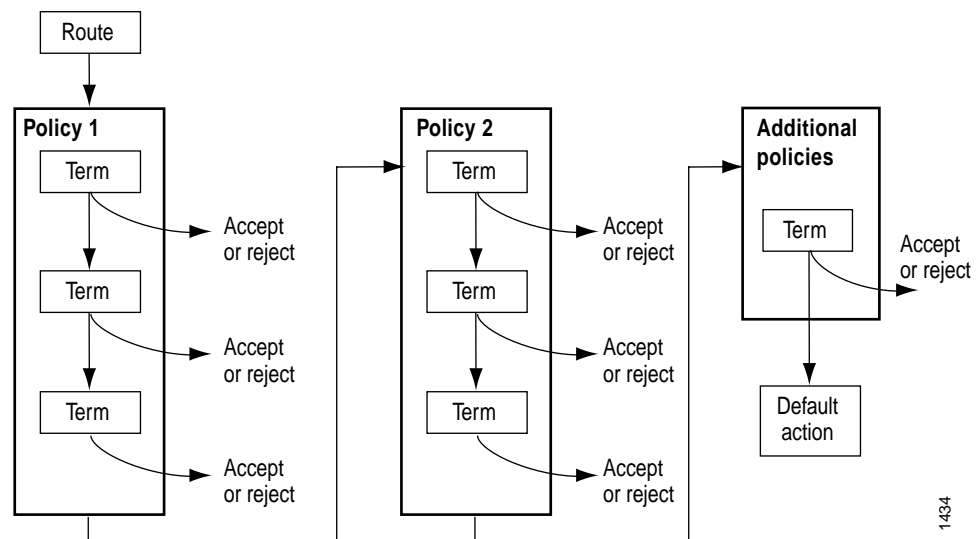 Route
Policy 1
Term
Accept
or reject
Term
Accept
or reject
Term
Accept
or reject
Policy 2
Term
Accept
or reject
Term
Accept
or reject
Term
Accept
or reject
Additional
policies
Term
Accept
or reject
Default
action
1434